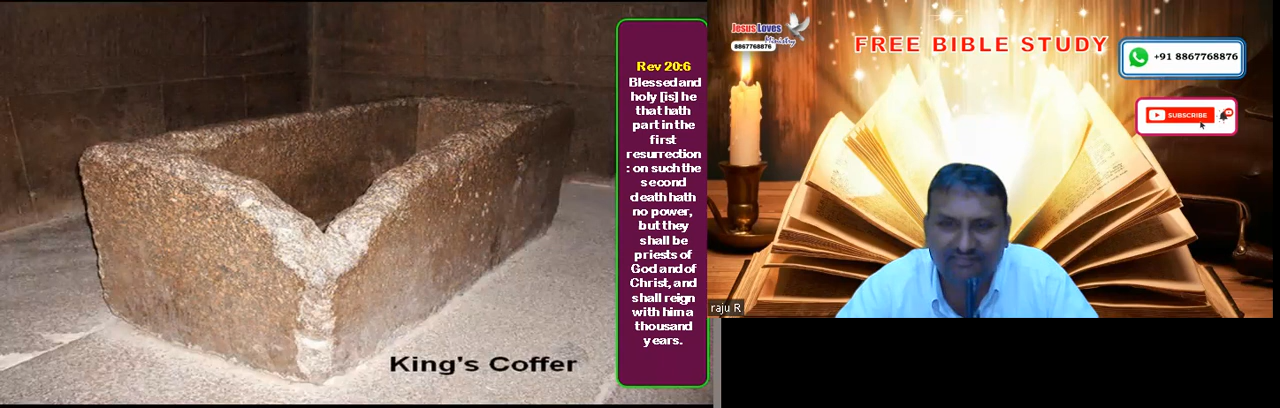 King's Coffer
Rev 20:6
Blessed and
holy [is] he
that hath
part in the
first
resurrection
: on such the
second
death hath
no power,
but they
shall be
priests of
God and of
Christ, and
shall reign
with him a
thousand
years.
Jesus Loves
Ministry
8867768876
FREE BIBLE STUDY
+91 8867768876
SUBSCRIBE
raju R